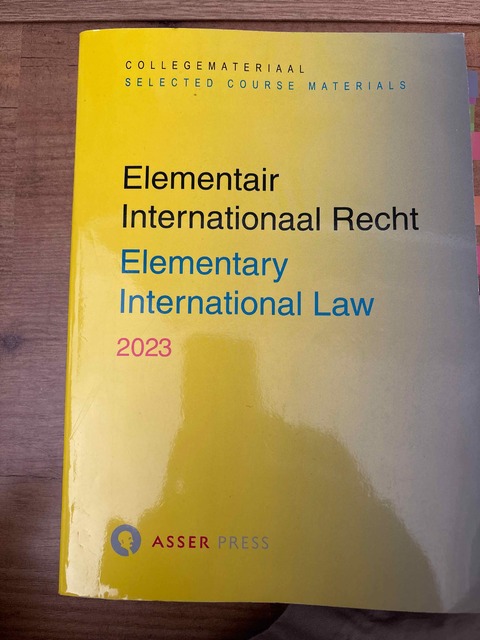 COLLEGEMATERIAAL
SELECTED COURSE MATERIALS
Elementair
Internationaal Recht
Elementary
International Law
2023
ASSER PRESS